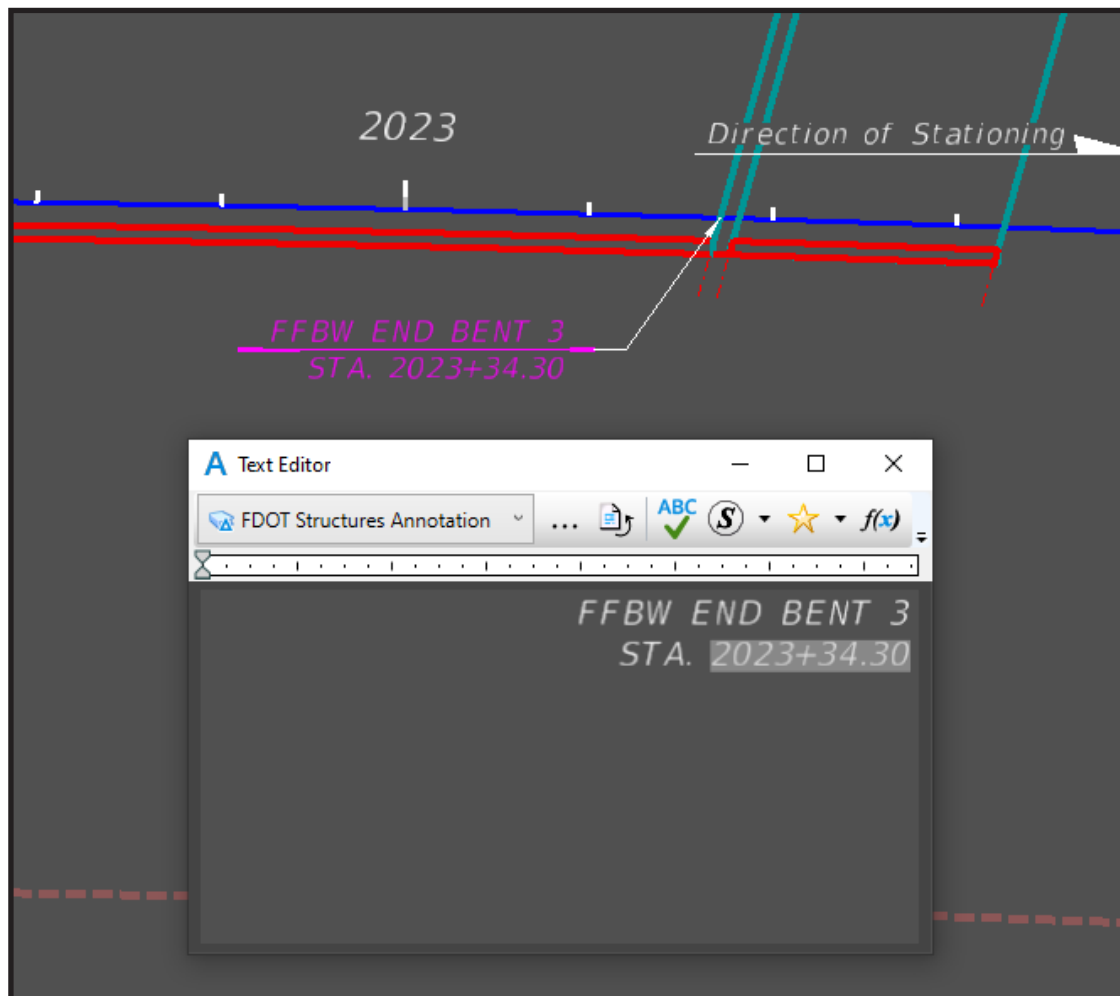 2023
Direction of Stationing
FFBW END BENT 3
STA. 2023+34.30
A Text Editor
A FDOT Structures Annotation ... ABC S f(x)
FFBW END BENT 3
STA. 2023+34.30